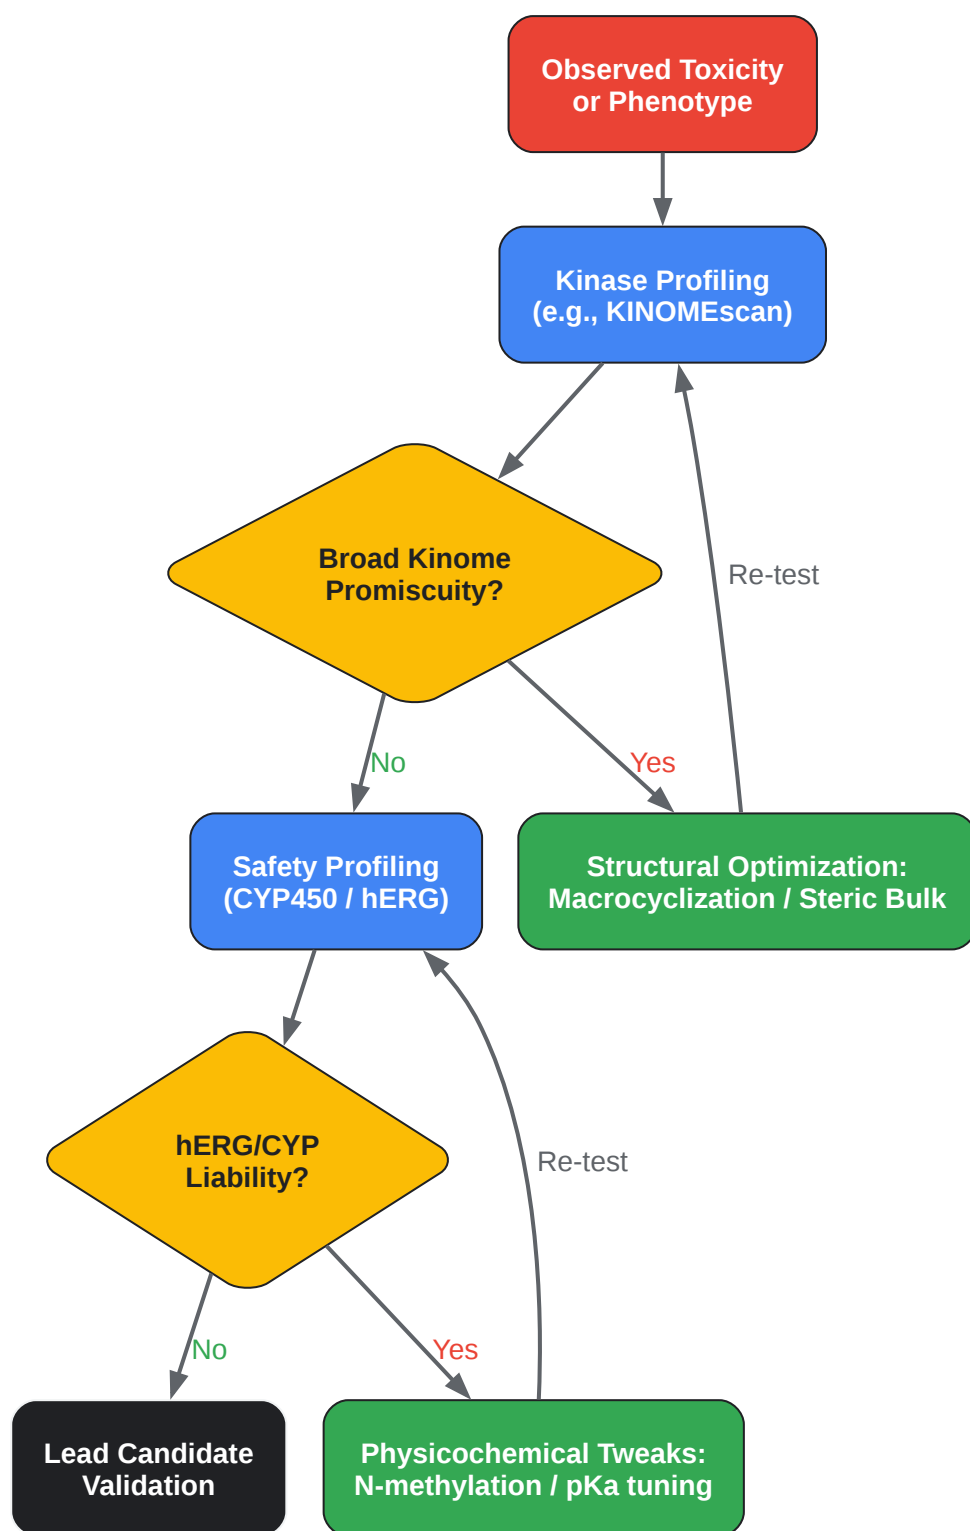 Observed Toxicity
or Phenotype
Kinase Profiling
(e.g., KINOMEscan)
Broad Kinome
Promiscuity?
Re-test
No
Yes
Safety Profiling
(CYP450 / hERG)
Structural Optimization:
Macrocyclization / Steric Bulk
hERG/CYP
Liability?
Re-test
No
Yes
Lead Candidate
Validation
Physicochemical Tweaks:
N-methylation / pKa tuning